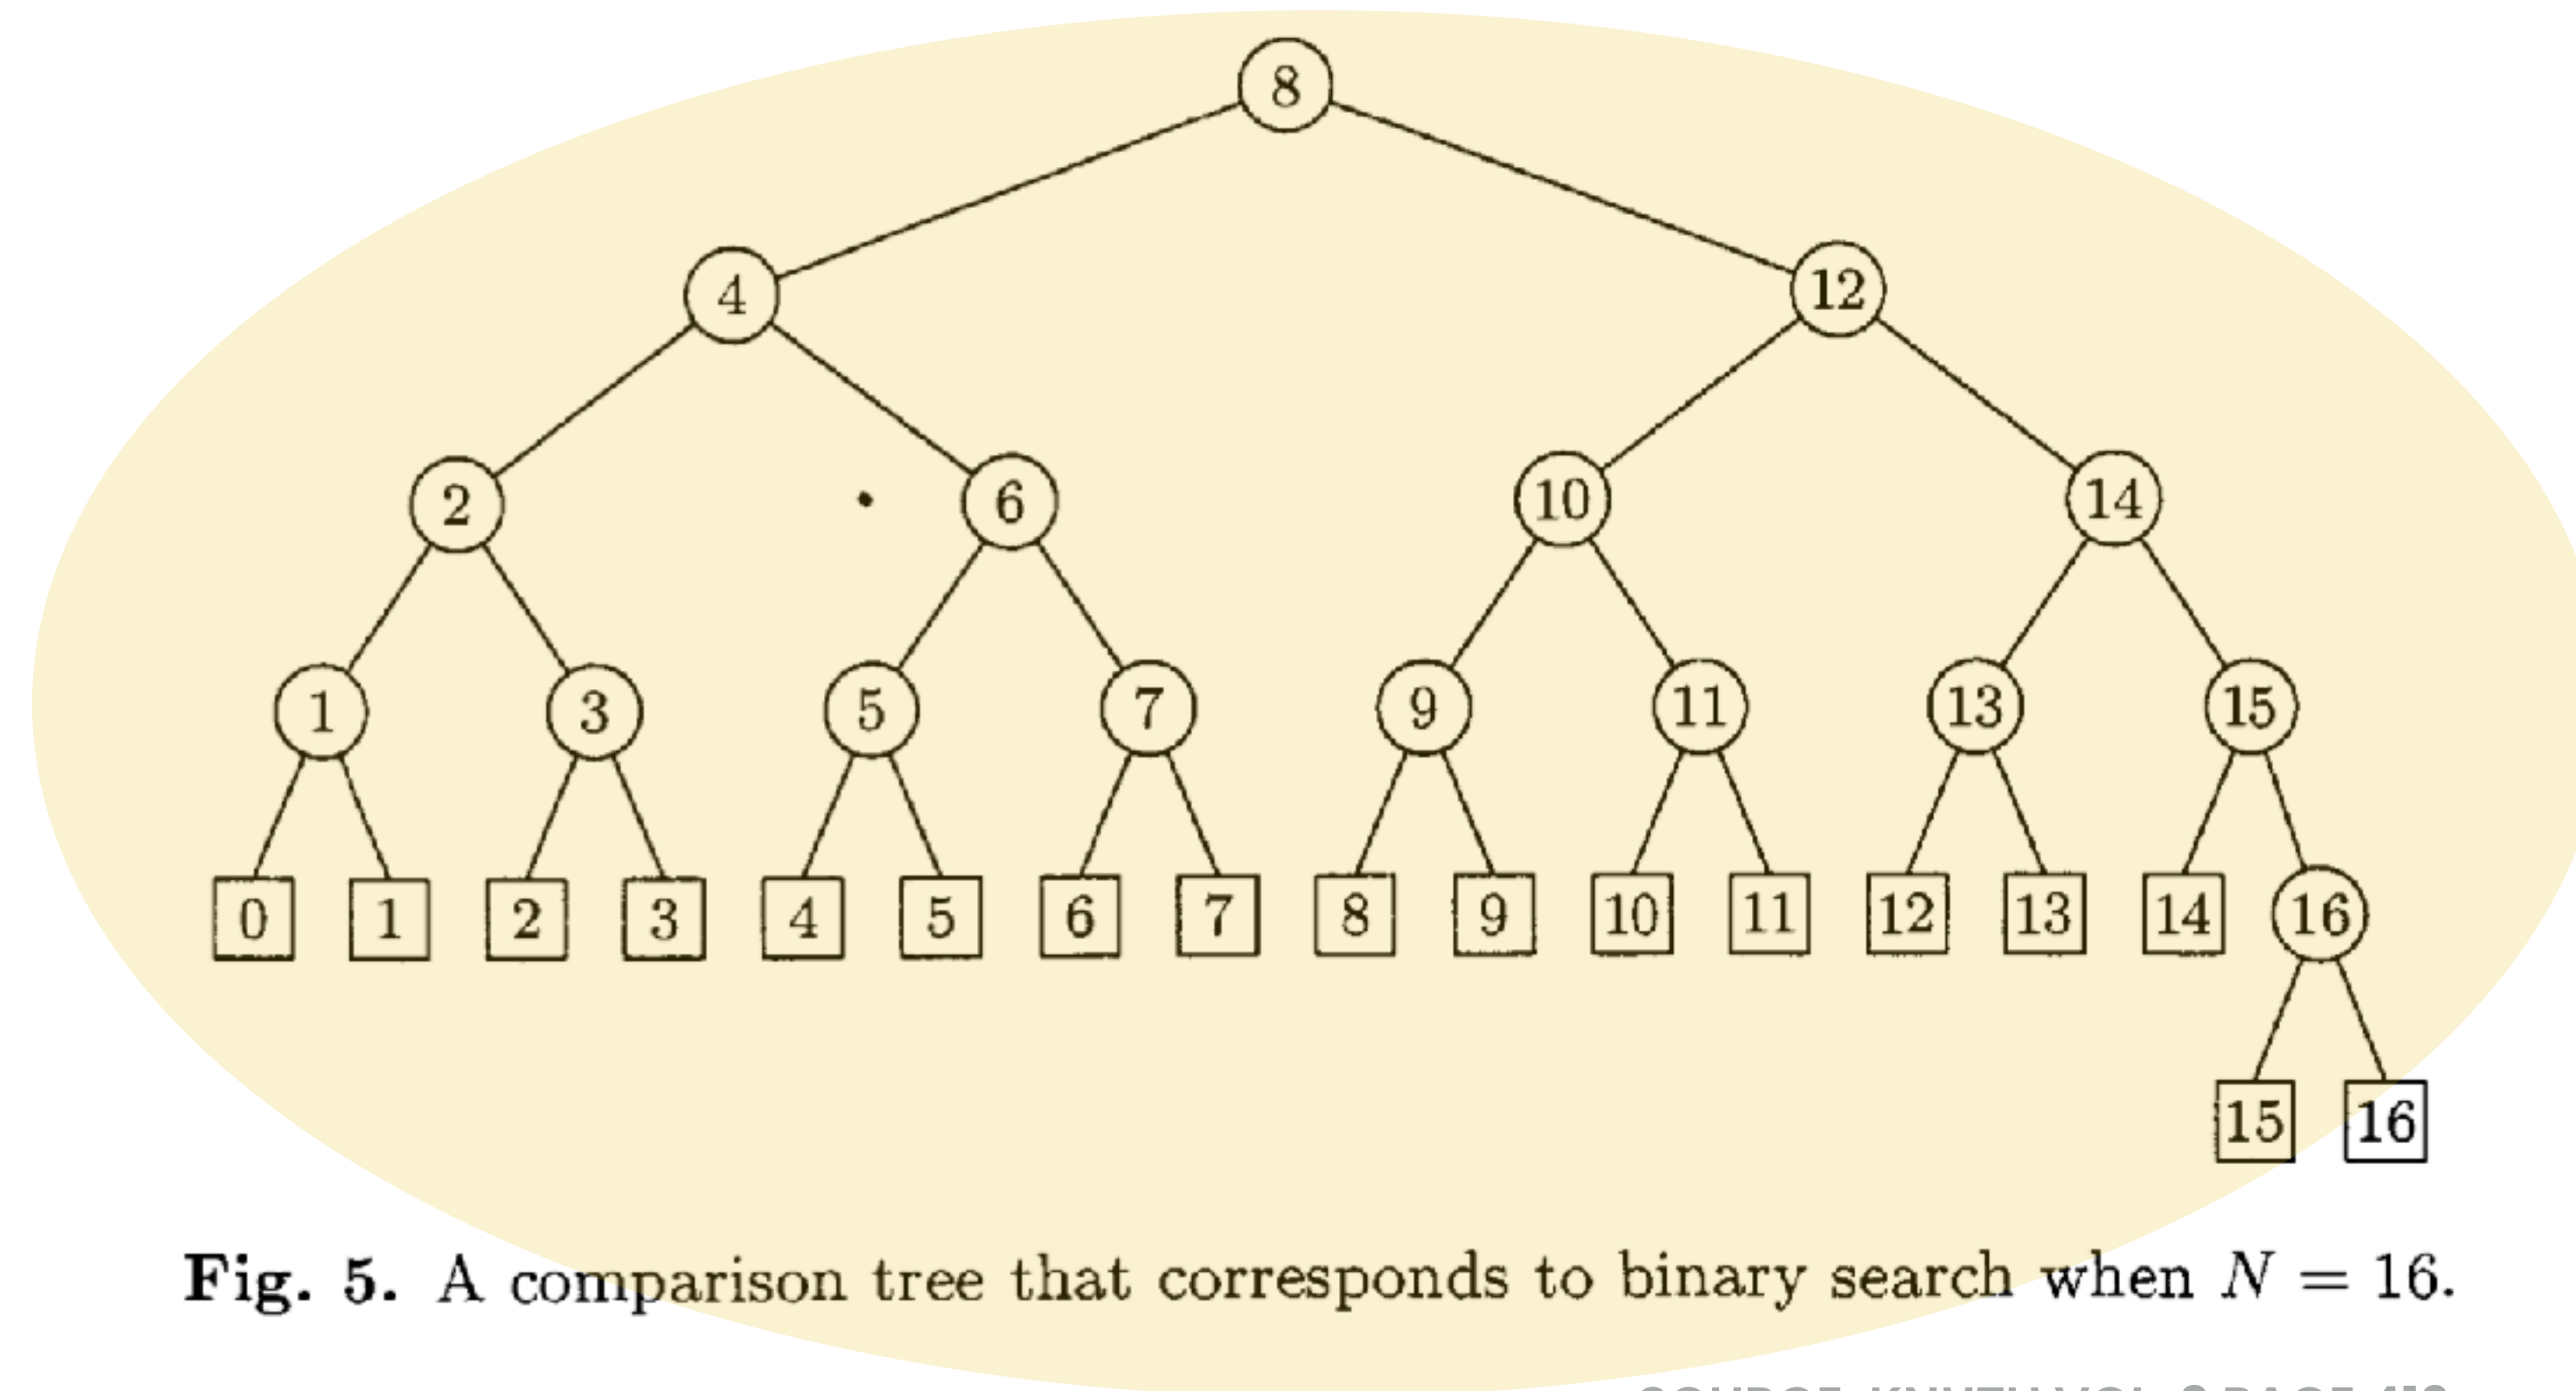 8
4 12
2 6 10 14
1 3 5 7 9 11 13 15
0 1 2 3 4 5 6 7 8 9 10 11 12 13 14 16
15 16
Fig. 5. A comparison tree that corresponds to binary search when N = 16.